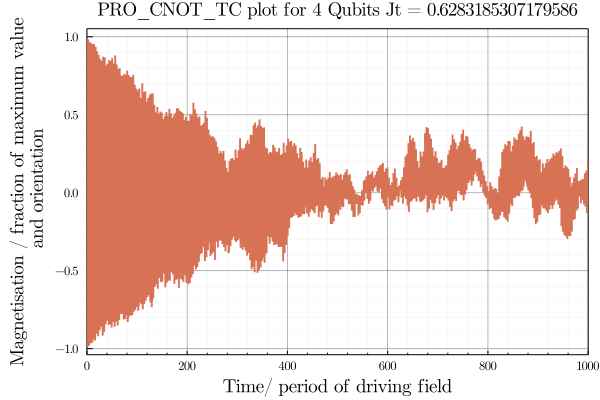 PRO_CNOT_TC plot for 4 Qubits Jt = 0.6283185307179586
Magnetisation / fraction of maximum value
and orientation
1.0
0.5
0.0
−0.5
−1.0
0 200 400 600 800 1000
Time/ period of driving field